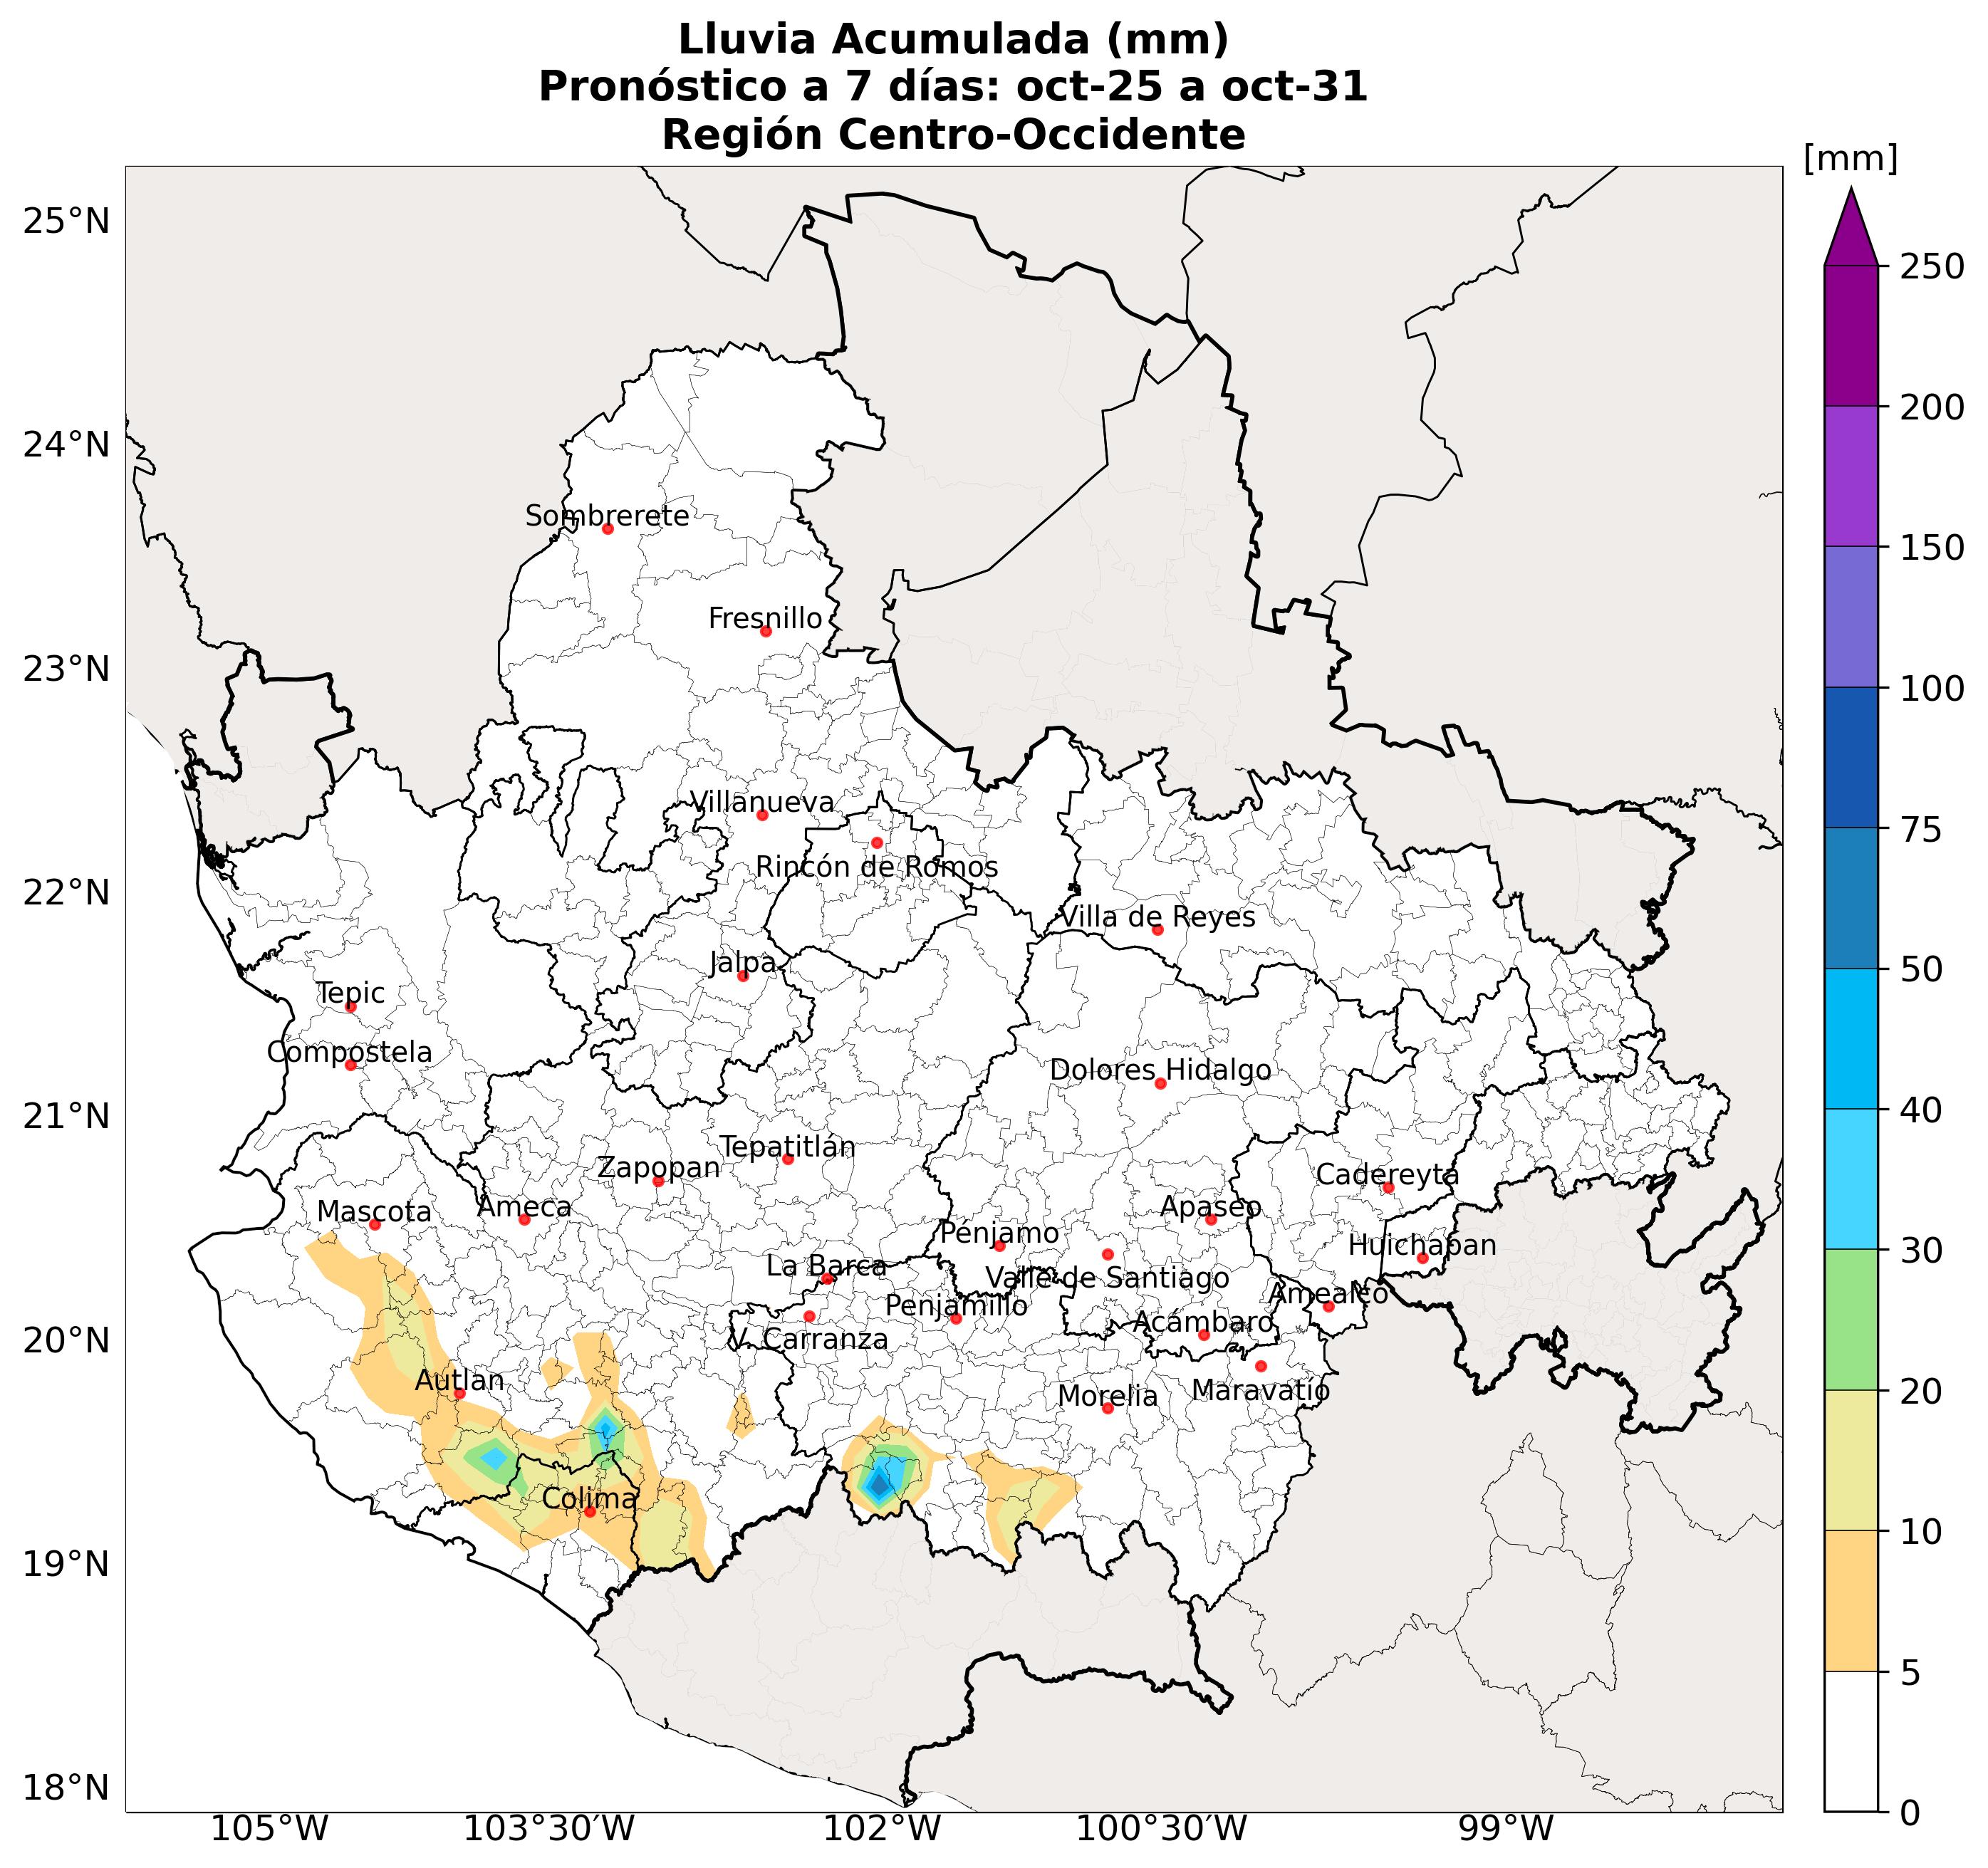 Lluvia Acumulada (mm)
Pronóstico a 7 días: oct-25 a oct-31
Región Centro-Occidente
[mm]
25°N
24°N
23°N
22°N
21°N
20°N
19°N
18°N
250
200
150
100
75
50
40
30
20
10
5
0
Sombrerete
Fresnillo
Villanueva
Rincón de Romos
Villa de Reyes
Jalpa
Tepic
Compostela
Dolores Hidalgo
Tepatitlán
Zapopan
Cadereyta
Mascota
Ameca
Apaseo
Pénjamo
Huichapan
La Barca
Valle de Santiago
Amealco
Penjamillo
Acámbaro
V. Carranza
Autlan
Morelia
Maravatío
Colima
105°W
103°30'W
102°W
100°30'W
99°W